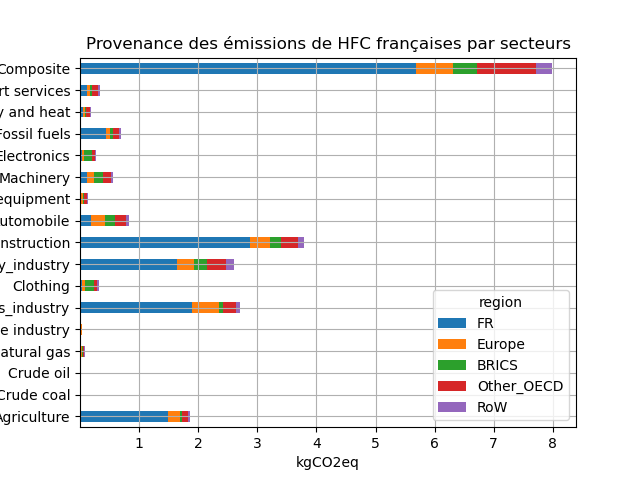 Provenance des émissions de HFC françaises par secteurs
Composite
rt services
y and heat
Fossil fuels
Electronics
Machinery
equipment
utomobile
nstruction
y_industry
Clothing
s_industry
e industry
atural gas
Crude oil
Crude coal
Agriculture
region
FR
Europe
BRICS
Other_OECD
RoW
1 2 3 4 5 6 7 8
kgCO2eq